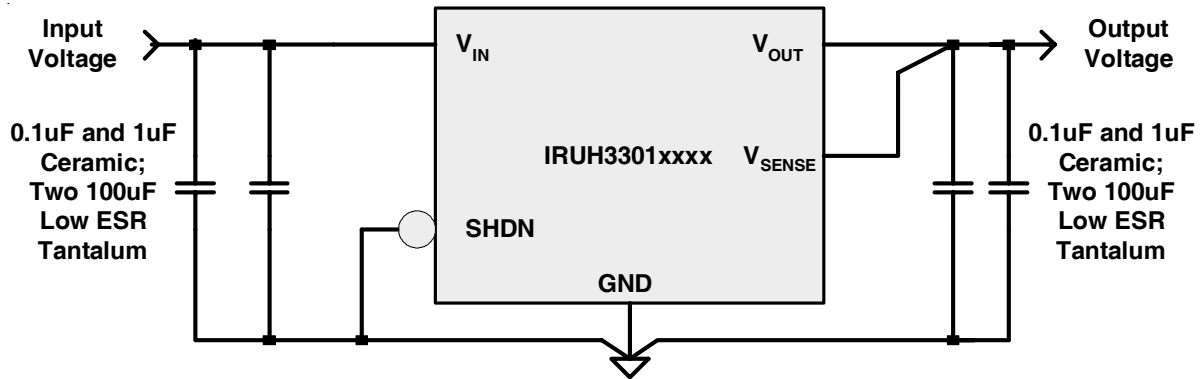 Input
Voltage
V_IN
V_OUT
Output
Voltage
0.1uF and 1uF
Ceramic;
Two 100uF
Low ESR
Tantalum
IRUH3301xxxx
V_SENSE
0.1uF and 1uF
Ceramic;
Two 100uF
Low ESR
Tantalum
SHDN
GND